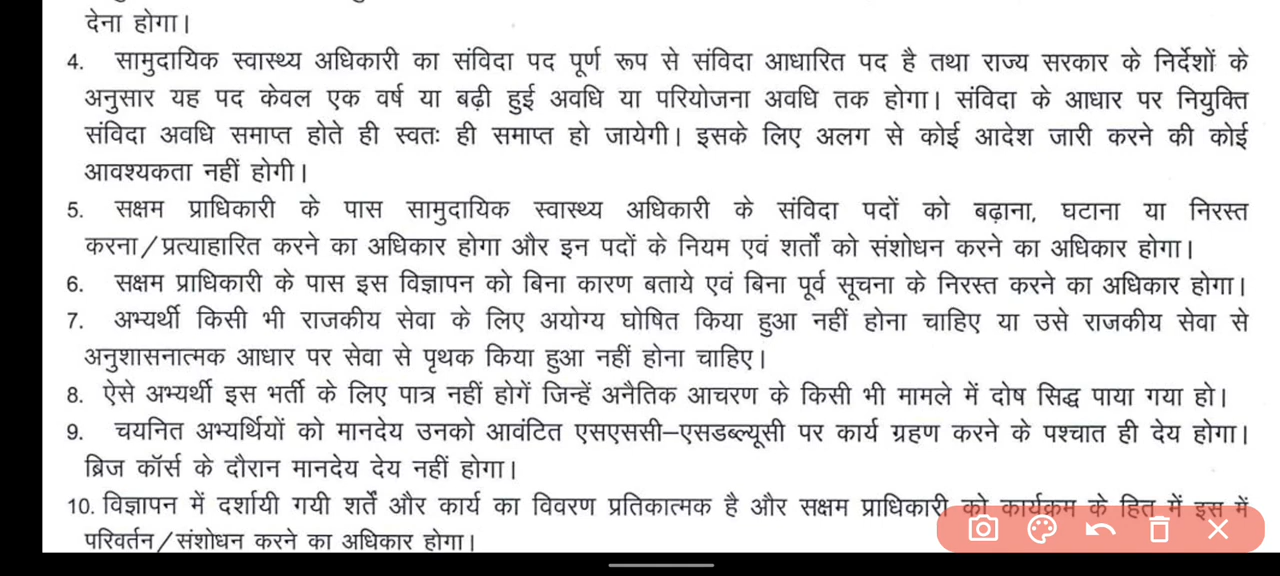 देना होगा।
4. सामुदायिक स्वास्थ्य अधिकारी का संविदा पद पूर्ण रूप से संविदा आधारित पद है तथा राज्य सरकार के निर्देशों के
अनुसार यह पद केवल एक वर्ष या बढ़ी हुई अवधि या परियोजना अवधि तक होगा। संविदा के आधार पर नियुक्ति
संविदा अवधि समाप्त होते ही स्वतः ही समाप्त हो जायेगी। इसके लिए अलग से कोई आदेश जारी करने की कोई
आवश्यकता नहीं होगी।
5. सक्षम प्राधिकारी के पास सामुदायिक स्वास्थ्य अधिकारी के संविदा पदों को बढ़ाना, घटाना या निरस्त
करना/प्रत्याहारित करने का अधिकार होगा और इन पदों के नियम एवं शर्तों को संशोधन करने का अधिकार होगा।
6. सक्षम प्राधिकारी के पास इस विज्ञापन को बिना कारण बताये एवं बिना पूर्व सूचना के निरस्त करने का अधिकार होगा।
7. अभ्यर्थी किसी भी राजकीय सेवा के लिए अयोग्य घोषित किया हुआ नहीं होना चाहिए या उसे राजकीय सेवा से
अनुशासनात्मक आधार पर सेवा से पृथक किया हुआ नहीं होना चाहिए।
8. ऐसे अभ्यर्थी इस भर्ती के लिए पात्र नहीं होगें जिन्हें अनैतिक आचरण के किसी भी मामले में दोष सिद्ध पाया गया हो।
9. चयनित अभ्यर्थियों को मानदेय उनको आवंटित एसएससी–एसडब्ल्यूसी पर कार्य ग्रहण करने के पश्चात ही देय होगा।
ब्रिज कॉर्स के दौरान मानदेय देय नहीं होगा।
10. विज्ञापन में दर्शायी गयी शर्तें और कार्य का विवरण प्रतिकात्मक है और सक्षम प्राधिकारी को कार्यक्रम के हित में इस में
परिवर्तन/संशोधन करने का अधिकार होगा।